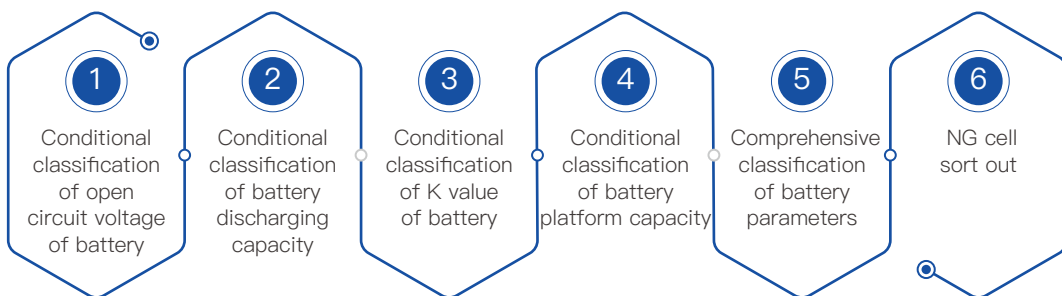 1
Conditional
classification
of open
circuit voltage
of battery
2
Conditional
classification
of battery
discharging
capacity
3
Conditional
classification
of K value
of battery
4
Conditional
classification
of battery
platform capacity
5
Comprehensive
classification
of battery
parameters
6
NG cell
sort out